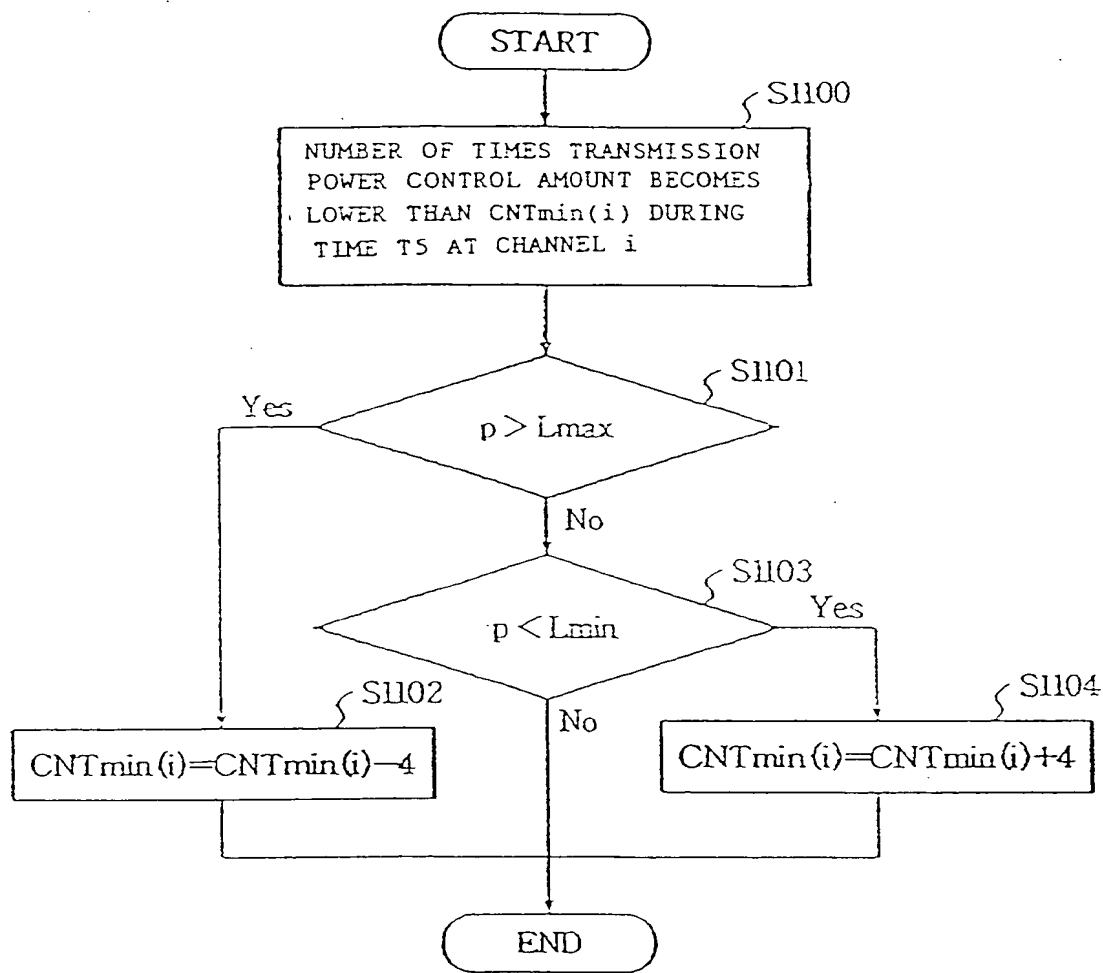 START
S1100
NUMBER OF TIMES TRANSMISSION
POWER CONTROL AMOUNT BECOMES
LOWER THAN CNTmin(i) DURING
TIME T5 AT CHANNEL i
S1101
Yes
p > Lmax
No
S1103
Yes
p < Lmin
S1102
No
S1104
CNTmin(i)=CNTmin(i)−4
CNTmin(i)=CNTmin(i)+4
END